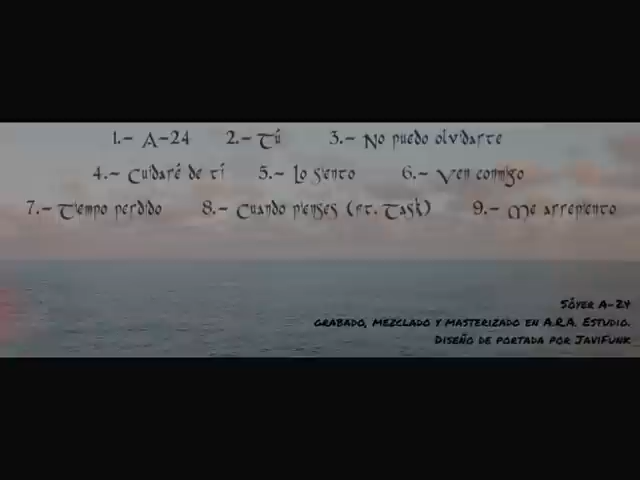 1.- A-24 2.- Tú 3.- No puedo olvidarte
4.- Cuidaré de tí 5.- Lo siento 6.- Ven conmigo
7.- Tiempo perdido 8.- Cuando pienses (ft. Task) 9.- Me arrepiento
Sóyer A-24
grabado, mezclado y masterizado en A.R.A. Estudio.
Diseño de portada por JaviFunk